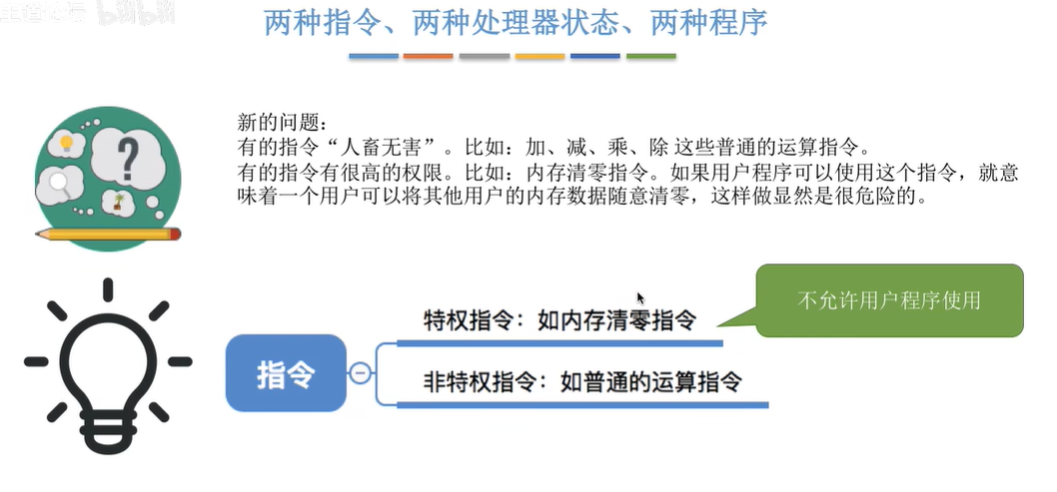 两种指令、两种处理器状态、两种程序
新的问题：
有的指令“人畜无害”。比如：加、减、乘、除 这些普通的运算指令。
有的指令有很高的权限。比如：内存清零指令。如果用户程序可以使用这个指令，就意
味着一个用户可以将其他用户的内存数据随意清零，这样做显然是很危险的。
不允许用户程序使用
特权指令：如内存清零指令
指令
非特权指令：如普通的运算指令